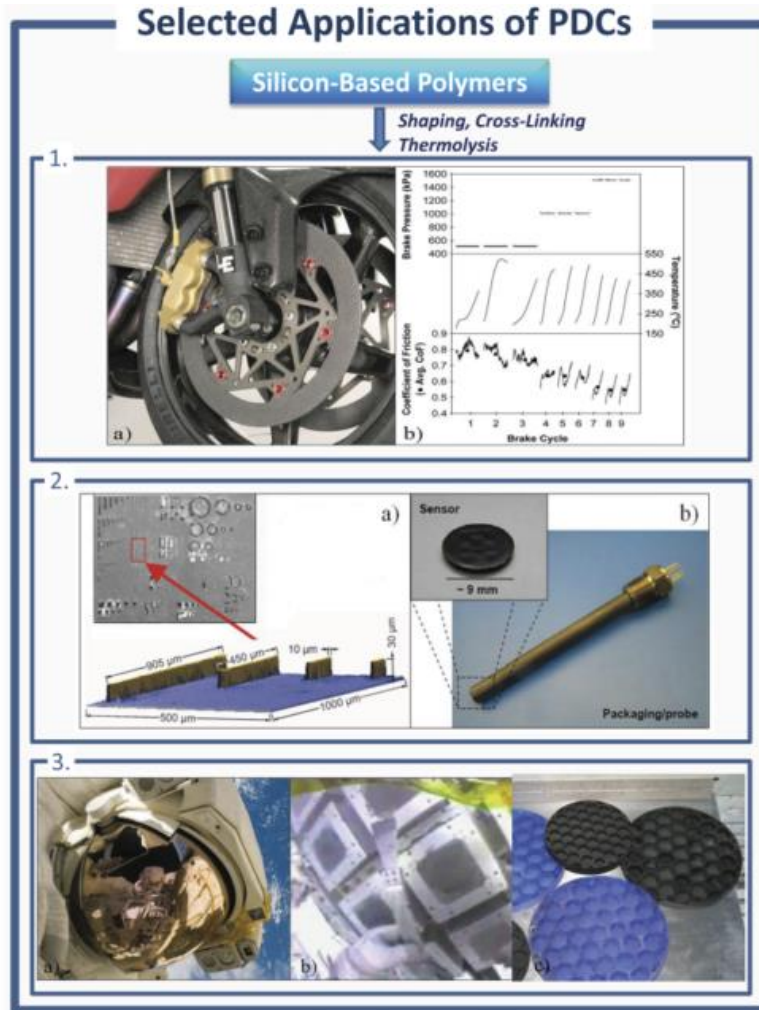 Selected Applications of PDCs
Silicon-Based Polymers
Shaping, Cross-Linking
Thermolysis
1.
a)
b)
Brake Pressure (kPa)
1600
1400
1200
1000
800
600
400
Temperature (°C)
550
450
350
250
150
Coefficient of Friction
(♦ Avg. CoF)
0.9
0.8
0.7
0.6
0.5
0.4
1 2 3 4 5 6 7 8 9
Brake Cycle
2.
a)
905 µm
450 µm
10 µm
30 µm
500 µm
1000 µm
b)
Sensor
~ 9 mm
Packaging/probe
3.
a)
b)
c)